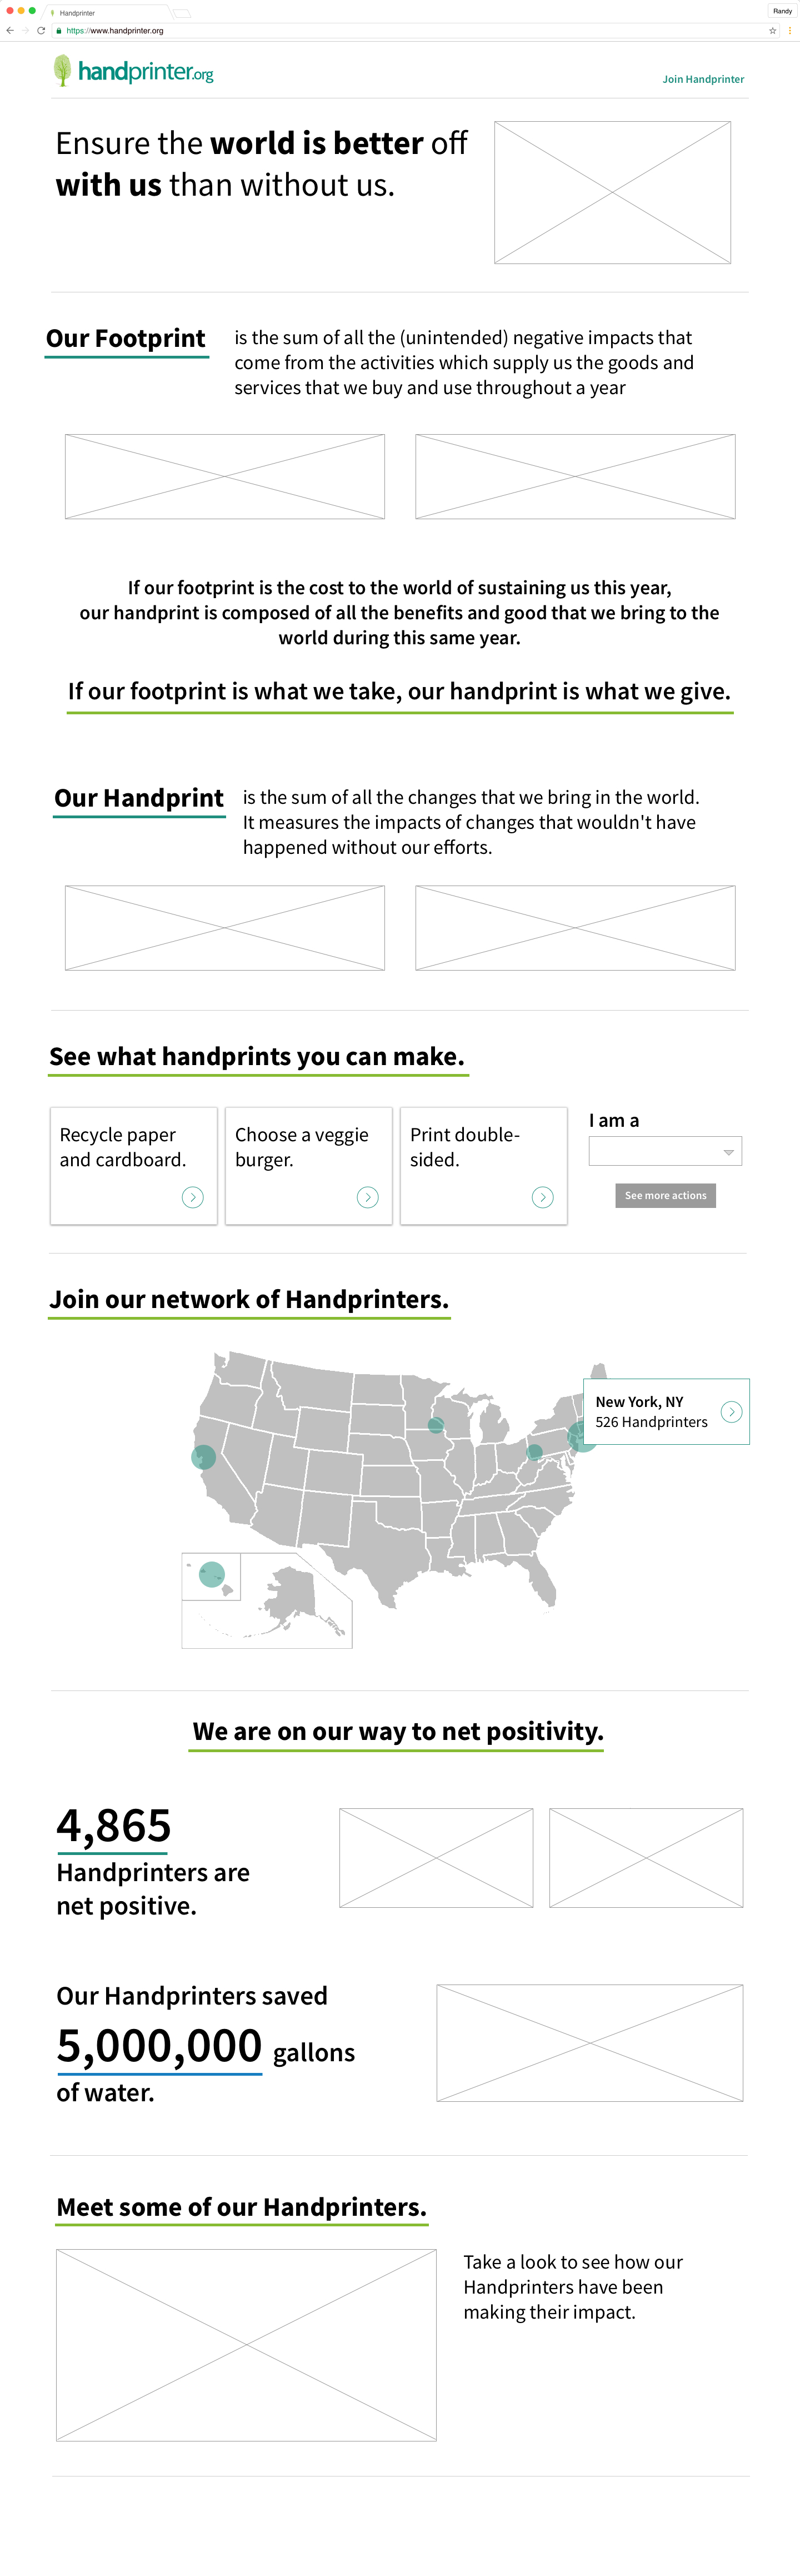 Handprinter
Randy
https://www.handprinter.org
handprinter.org
Join Handprinter
Ensure the world is better off
with us than without us.
Our Footprint
is the sum of all the (unintended) negative impacts that
come from the activities which supply us the goods and
services that we buy and use throughout a year
If our footprint is the cost to the world of sustaining us this year,
our handprint is composed of all the benefits and good that we bring to the
world during this same year.
If our footprint is what we take, our handprint is what we give.
Our Handprint
is the sum of all the changes that we bring in the world.
It measures the impacts of changes that wouldn't have
happened without our efforts.
See what handprints you can make.
Recycle paper
and cardboard.
Choose a veggie
burger.
Print double-
sided.
I am a
See more actions
Join our network of Handprinters.
New York, NY
526 Handprinters
We are on our way to net positivity.
4,865
Handprinters are
net positive.
Our Handprinters saved
5,000,000 gallons
of water.
Meet some of our Handprinters.
Take a look to see how our
Handprinters have been
making their impact.